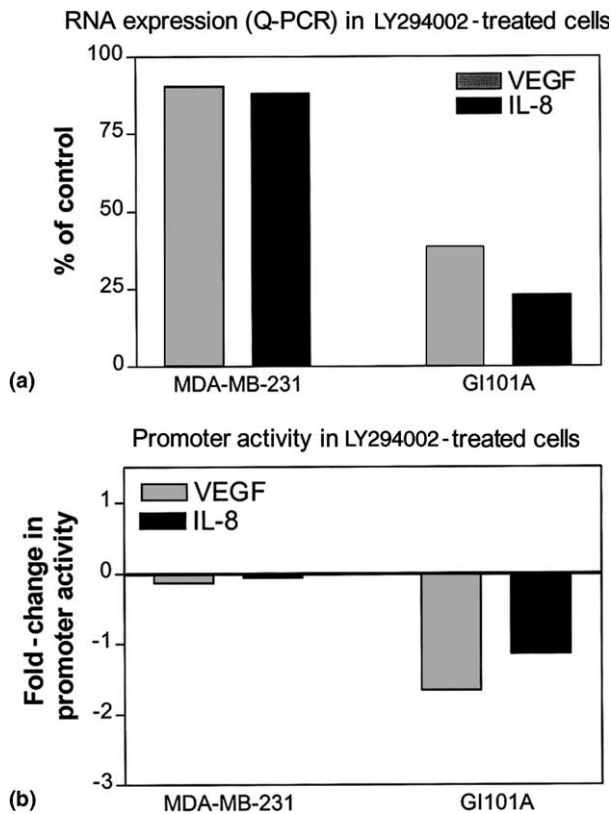 RNA expression (Q-PCR) in LY294002-treated cells
100
75
50
25
0
% of control
VEGF
IL-8
MDA-MB-231 GI101A
(a)
Promoter activity in LY294002-treated cells
1
0
-1
-2
-3
Fold-change in
promoter activity
VEGF
IL-8
MDA-MB-231 GI101A
(b)